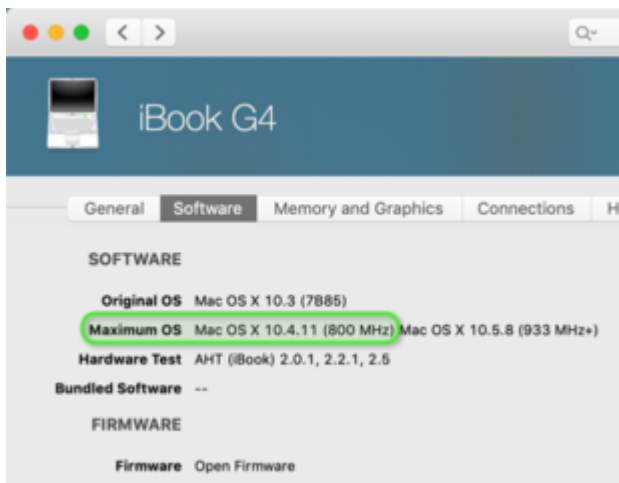 iBook G4
General Software Memory and Graphics Connections H
SOFTWARE
Original OS Mac OS X 10.3 (7B85)
Maximum OS Mac OS X 10.4.11 (800 MHz) Mac OS X 10.5.8 (933 MHz+)
Hardware Test AHT (iBook) 2.0.1, 2.2.1, 2.5
Bundled Software --
FIRMWARE
Firmware Open Firmware